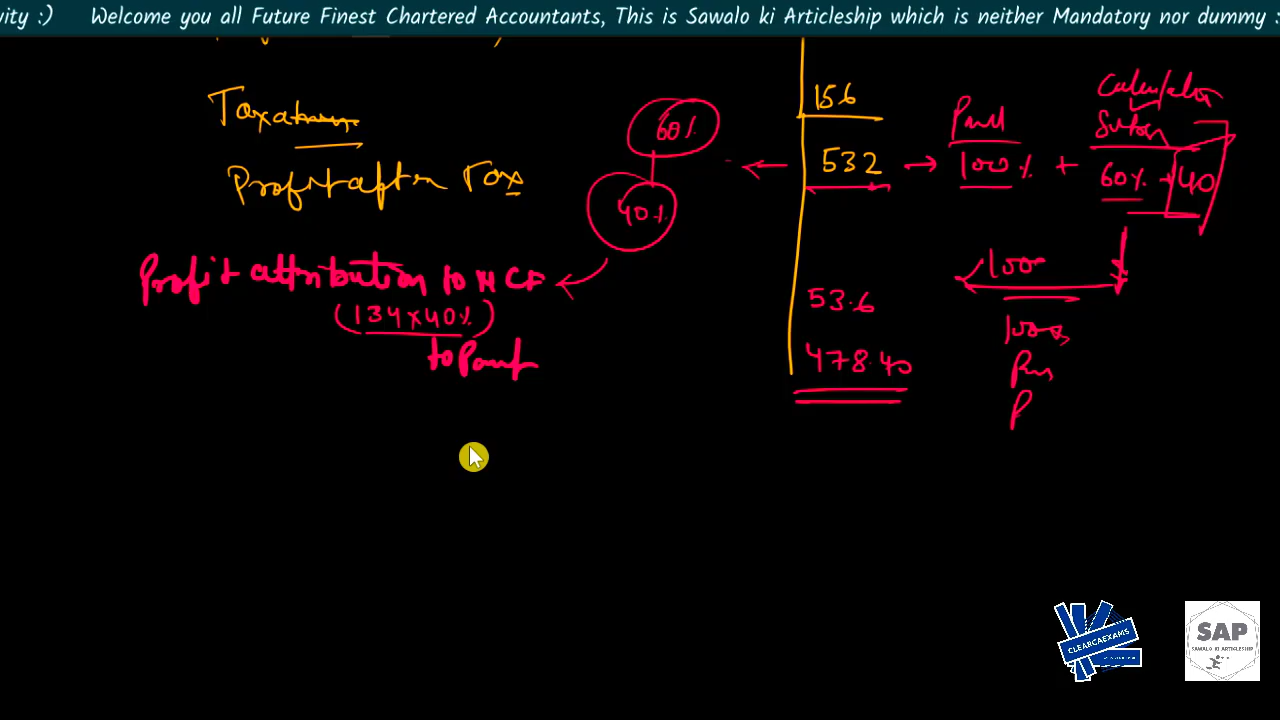 vity :) Welcome you all Future Finest Chartered Accountants, This is Sawalo ki Articleship which is neither Mandatory nor dummy :
Taxation 156
Profit after Tax 532 → 100% + 60% + 40
60%
40%
100%
Profit attribution to NCI 53.6
(134×40%)
to Parent 478.40
CLEARCAEXAMS
SAP
SAWALO KI ARTICLESHIP